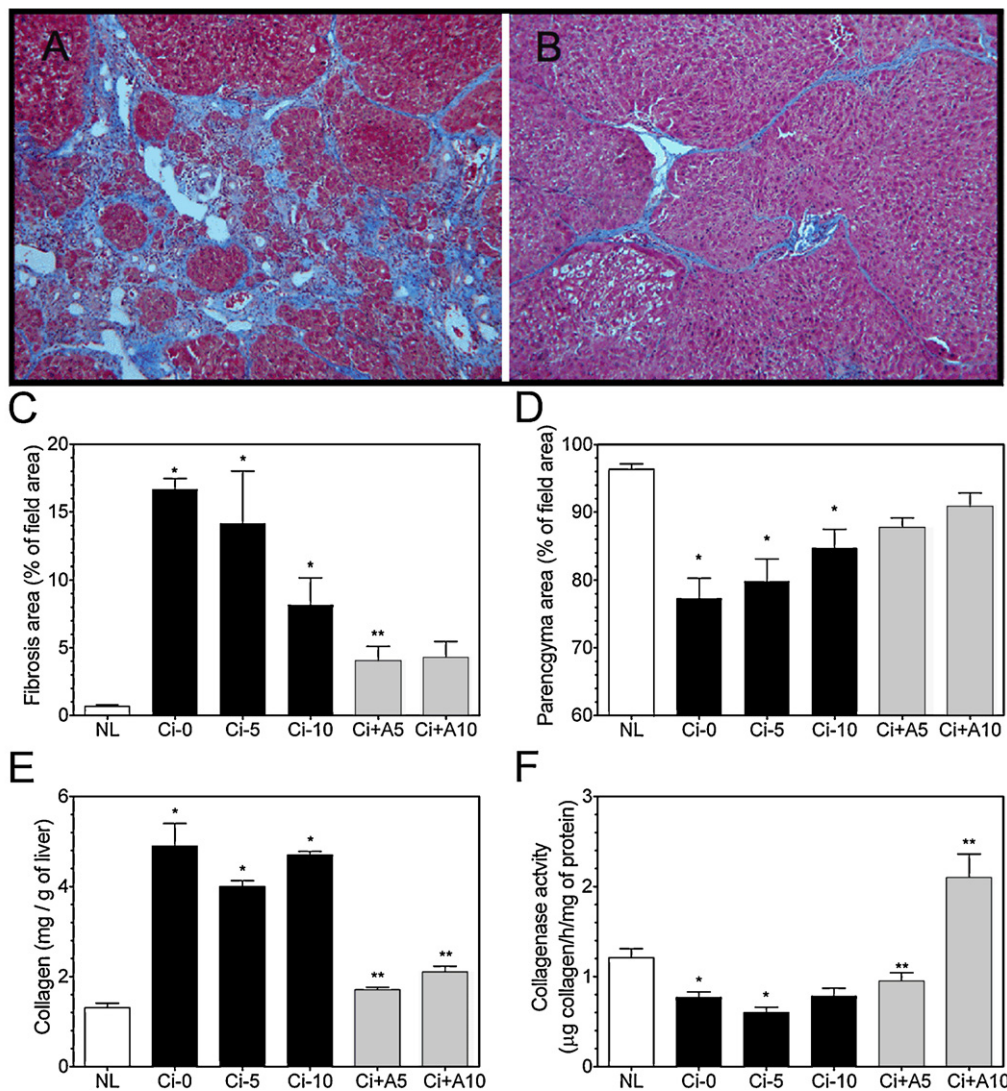 A
B
C
Fibrosis area (% of field area)
20
15
10
5
0
*
*
*
**
NL Ci-0 Ci-5 Ci-10 Ci+A5 Ci+A10
D
Parencgyma area (% of field area)
100
90
80
70
60
*
*
*
NL Ci-0 Ci-5 Ci-10 Ci+A5 Ci+A10
E
Collagen (mg / g of liver)
6
4
2
0
*
*
*
**
**
NL Ci-0 Ci-5 Ci-10 Ci+A5 Ci+A10
F
Collagenase actvity
(µg collagen/h/mg of protein)
3
2
1
0
*
*
**
**
NL Ci-0 Ci-5 Ci-10 Ci+A5 Ci+A10